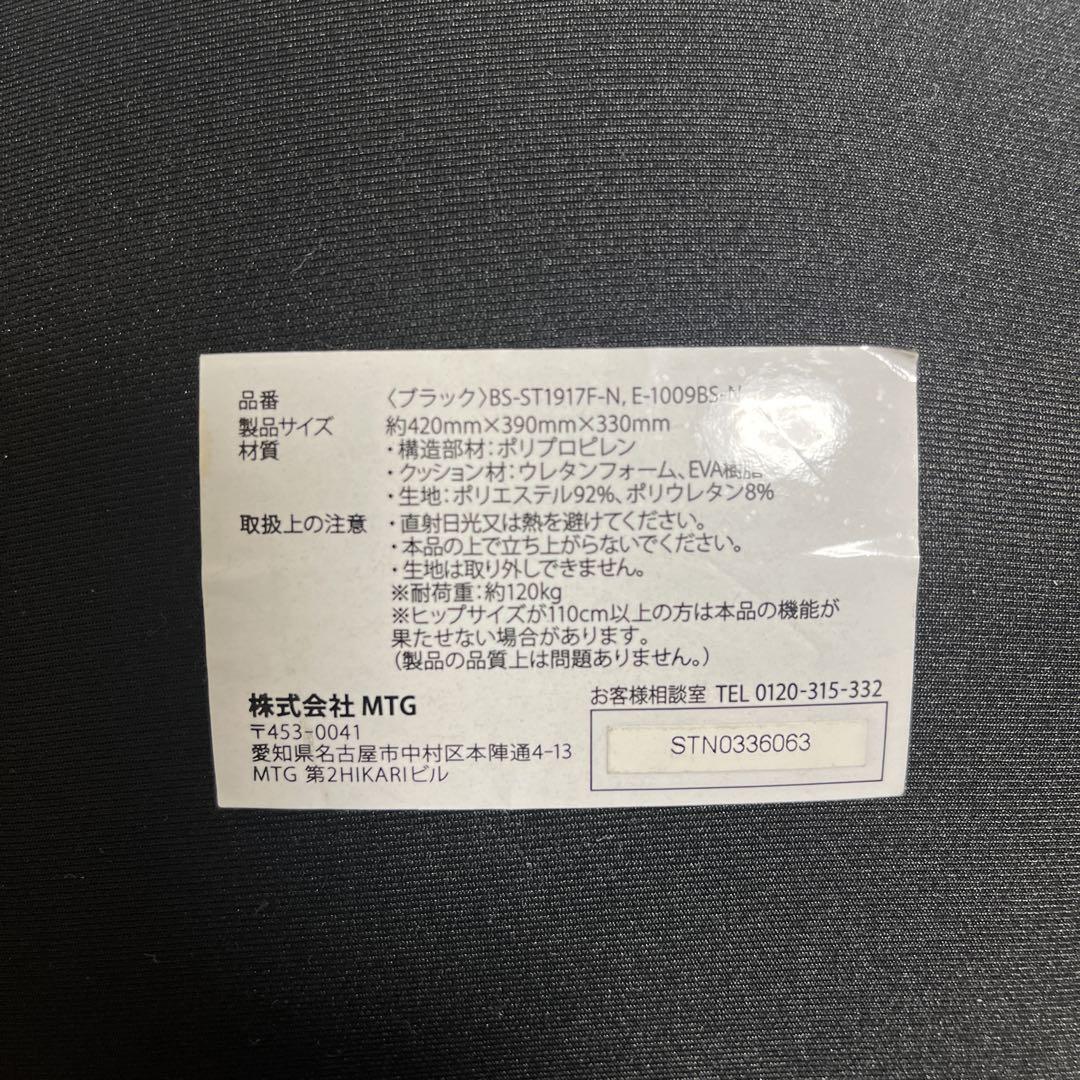 品番 〈ブラック〉BS-ST1917F-N, E-1009BS-N
製品サイズ 約420mm×390mm×330mm
材質 ・構造部材：ポリプロピレン
・クッション材：ウレタンフォーム、EVA樹脂
・生地：ポリエステル92%、ポリウレタン8%
取扱上の注意 ・直射日光又は熱を避けてください。
・本品の上で立ち上がらないでください。
・生地は取り外しできません。
※耐荷重：約120kg
※ヒップサイズが110cm以上の方は本品の機能が
果たせない場合があります。
（製品の品質上は問題ありません。）
お客様相談室 TEL 0120-315-332
株式会社 MTG
〒453-0041
愛知県名古屋市中村区本陣通4-13
MTG 第2HIKARIビル
STN0336063